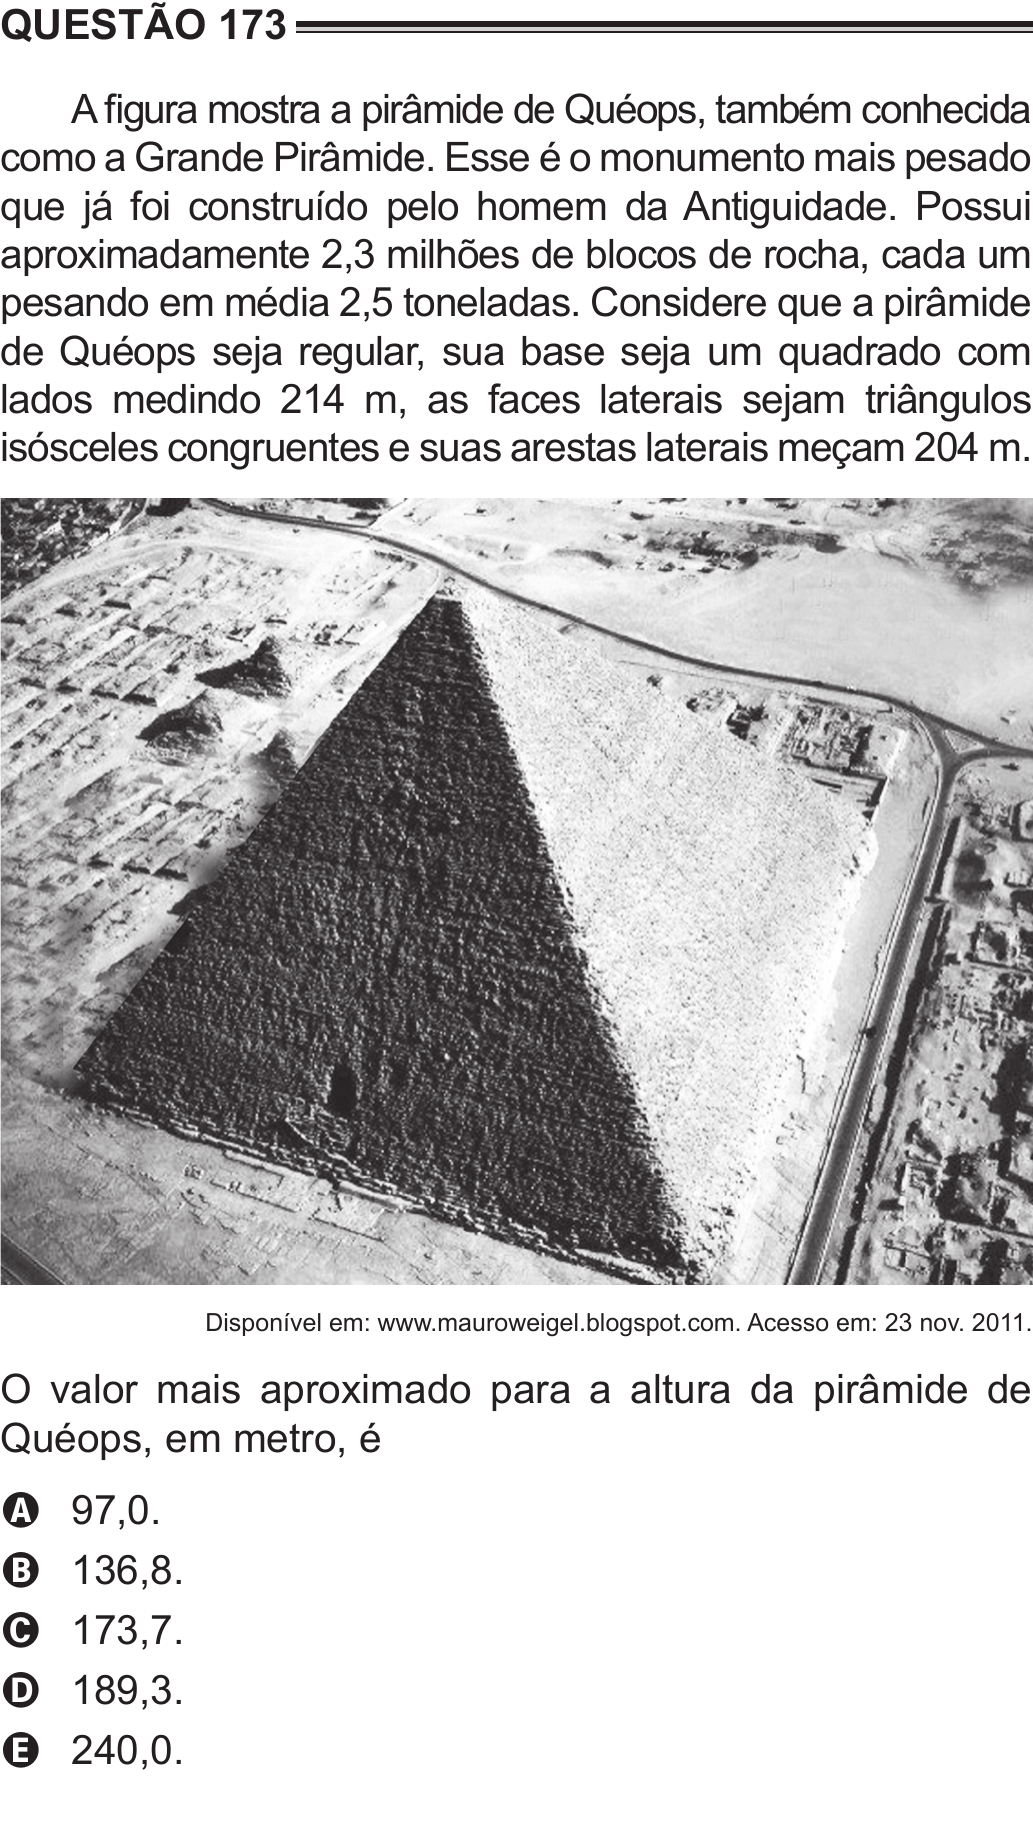 QUESTÃO 173
A figura mostra a pirâmide de Quéops, também conhecida
como a Grande Pirâmide. Esse é o monumento mais pesado
que já foi construído pelo homem da Antiguidade. Possui
aproximadamente 2,3 milhões de blocos de rocha, cada um
pesando em média 2,5 toneladas. Considere que a pirâmide
de Quéops seja regular, sua base seja um quadrado com
lados medindo 214 m, as faces laterais sejam triângulos
isósceles congruentes e suas arestas laterais meçam 204 m.
Disponível em: www.mauroweigel.blogspot.com. Acesso em: 23 nov. 2011.
O valor mais aproximado para a altura da pirâmide de
Quéops, em metro, é
A 97,0.
B 136,8.
C 173,7.
D 189,3.
E 240,0.